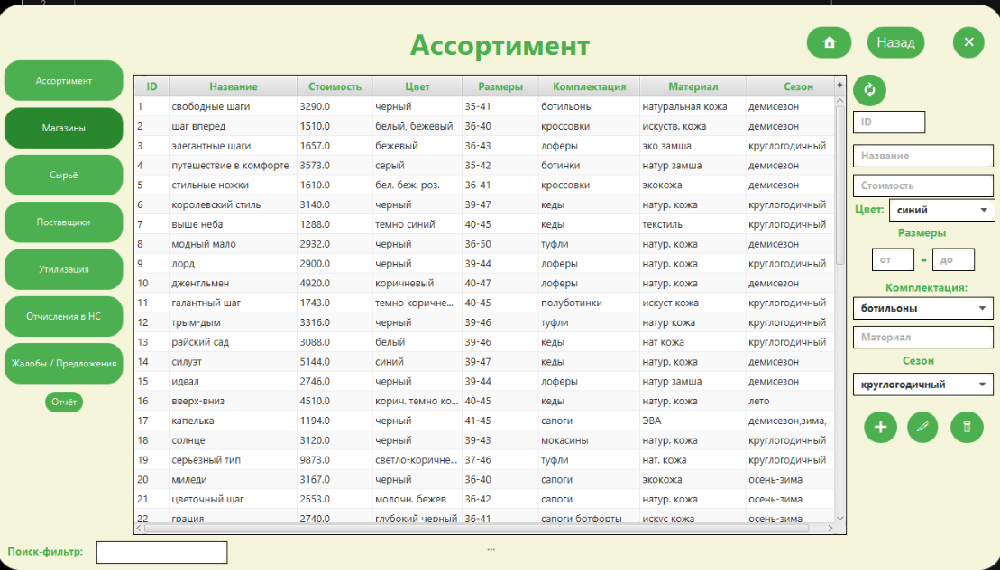 Ассортимент
Назад
Ассортимент
Магазины
Сырьё
Поставщики
Утилизация
Отчисления в НС
Жалобы / Предложения
Отчёт
ID Название Стоимость Цвет Размеры Комплектация Материал Сезон
1 свободные шаги 3290.0 черный 35-41 ботильоны натуральная кожа демисезон
2 шаг вперед 1510.0 белый, бежевый 36-40 кроссовки искуств. кожа демисезон
3 элегантные шаги 1657.0 бежевый 36-43 лоферы эко замша круглогодичный
4 путешествие в комфорте 3573.0 серый 35-42 ботинки натур замша демисезон
5 стильные ножки 1610.0 бел. беж. роз. 36-41 кроссовки экокожа демисезон
6 королевский стиль 3140.0 черный 39-47 кеды натур. кожа круглогодичный
7 выше неба 1288.0 темно синий 40-45 кеды текстиль круглогодичный
8 модный мало 2932.0 черный 36-50 туфли натур. кожа демисезон
9 лорд 2900.0 черный 39-44 лоферы натур. кожа демисезон
10 джентльмен 4920.0 коричневый 40-47 лоферы натур. кожа демисезон
11 галантный шаг 1743.0 темно коричне... 40-45 полуботинки искуст кожа круглогодичный
12 трым-дым 3316.0 черный 39-46 туфли натур кожа круглогодичный
13 райский сад 3088.0 белый 39-46 кеды нат кожа круглогодичный
14 силуэт 5144.0 синий 39-47 кеды натур. кожа демисезон
15 идеал 2746.0 черный 39-44 лоферы натур замша демисезон
16 вверх-вниз 4510.0 корич. темно ко... 40-45 кеды натур. кожа лето
17 капелька 1194.0 черный 41-45 сапоги ЭВА демисезон,зима,
18 солнце 3120.0 черный 39-43 мокасины натур. кожа круглогодичный
19 серьёзный тип 9873.0 светло-коричне... 37-46 туфли нат. кожа круглогодичный
20 миледи 3167.0 черный 36-40 сапоги экокожа осень-зима
21 цветочный шаг 2553.0 молочн. бежев 36-42 сапоги натур. кожа осень-зима
22 грация 2740.0 глубокий черный 36-41 сапоги ботфорты искус кожа осень-зима
ID
Название
Стоимость
Цвет: синий
Размеры
от - до
Комплектация:
ботильоны
Материал
Сезон
круглогодичный
Поиск-фильтр:
...